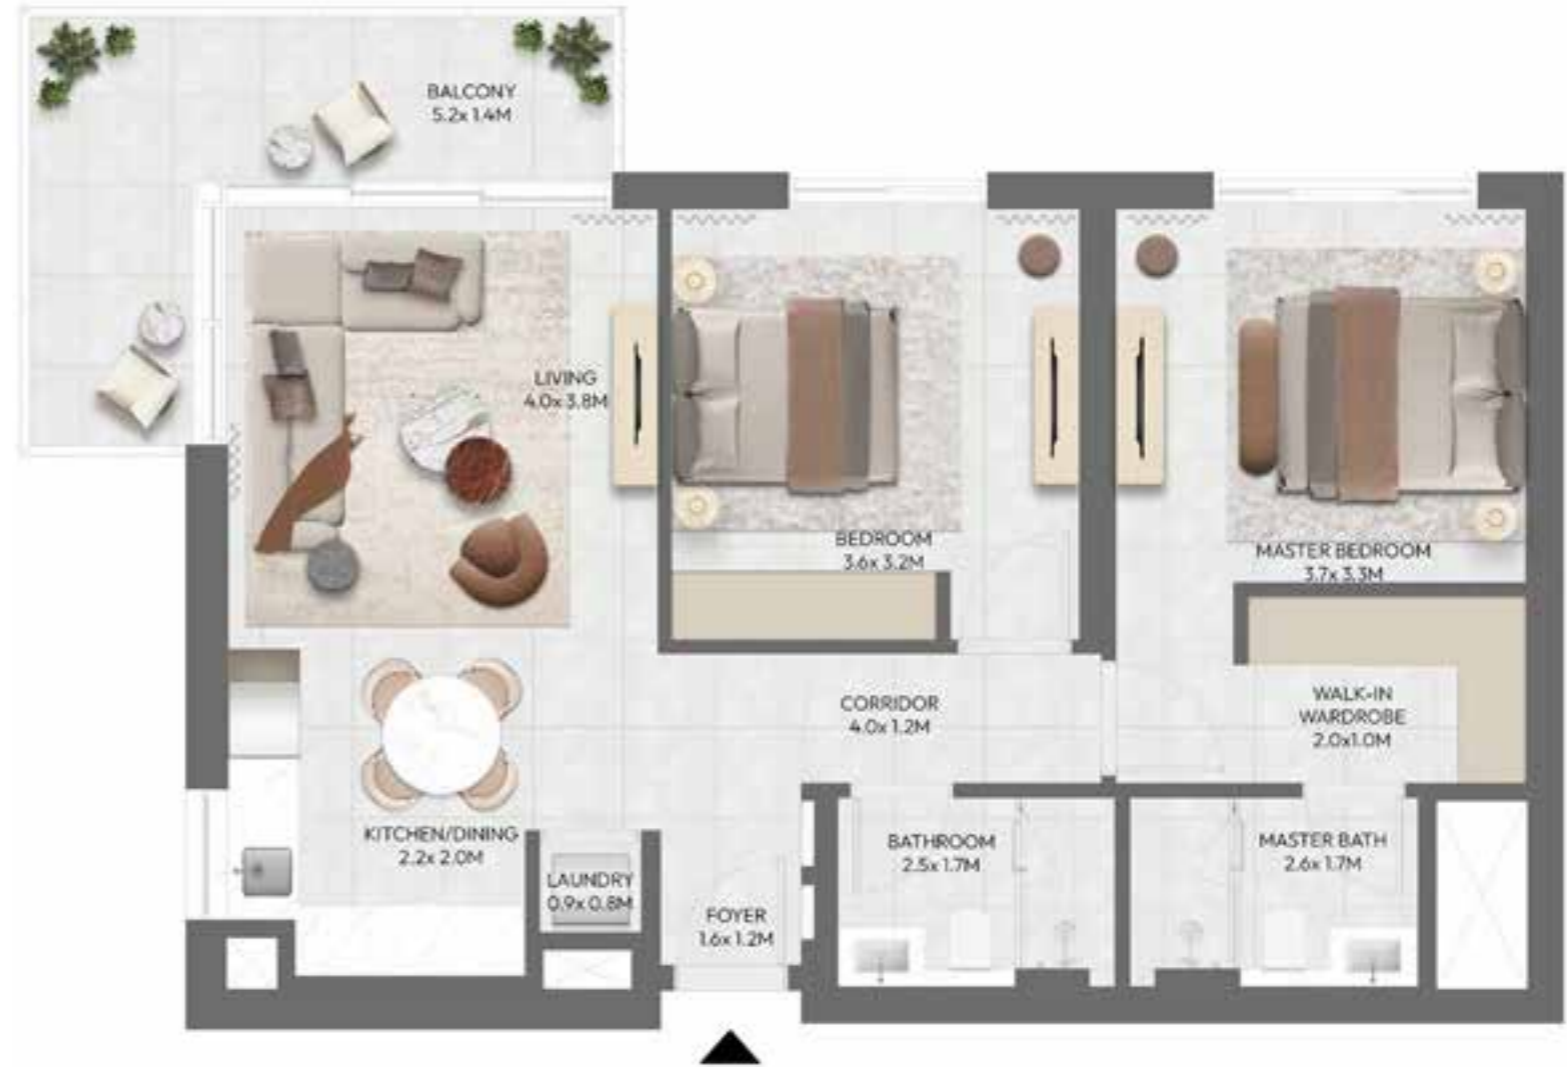 BALCONY
5.2x 1.4M
LIVING
4.0x 3.8M
BEDROOM
3.6x 3.2M
MASTER BEDROOM
3.7x 3.3M
CORRIDOR
4.0x 1.2M
WALK-IN
WARDROBE
2.0x1.0M
KITCHEN/DINING
2.2x 2.0M
LAUNDRY
0.9x 0.8M
FOYER
1.6x 1.2M
BATHROOM
2.5x 1.7M
MASTER BATH
2.6x 1.7M